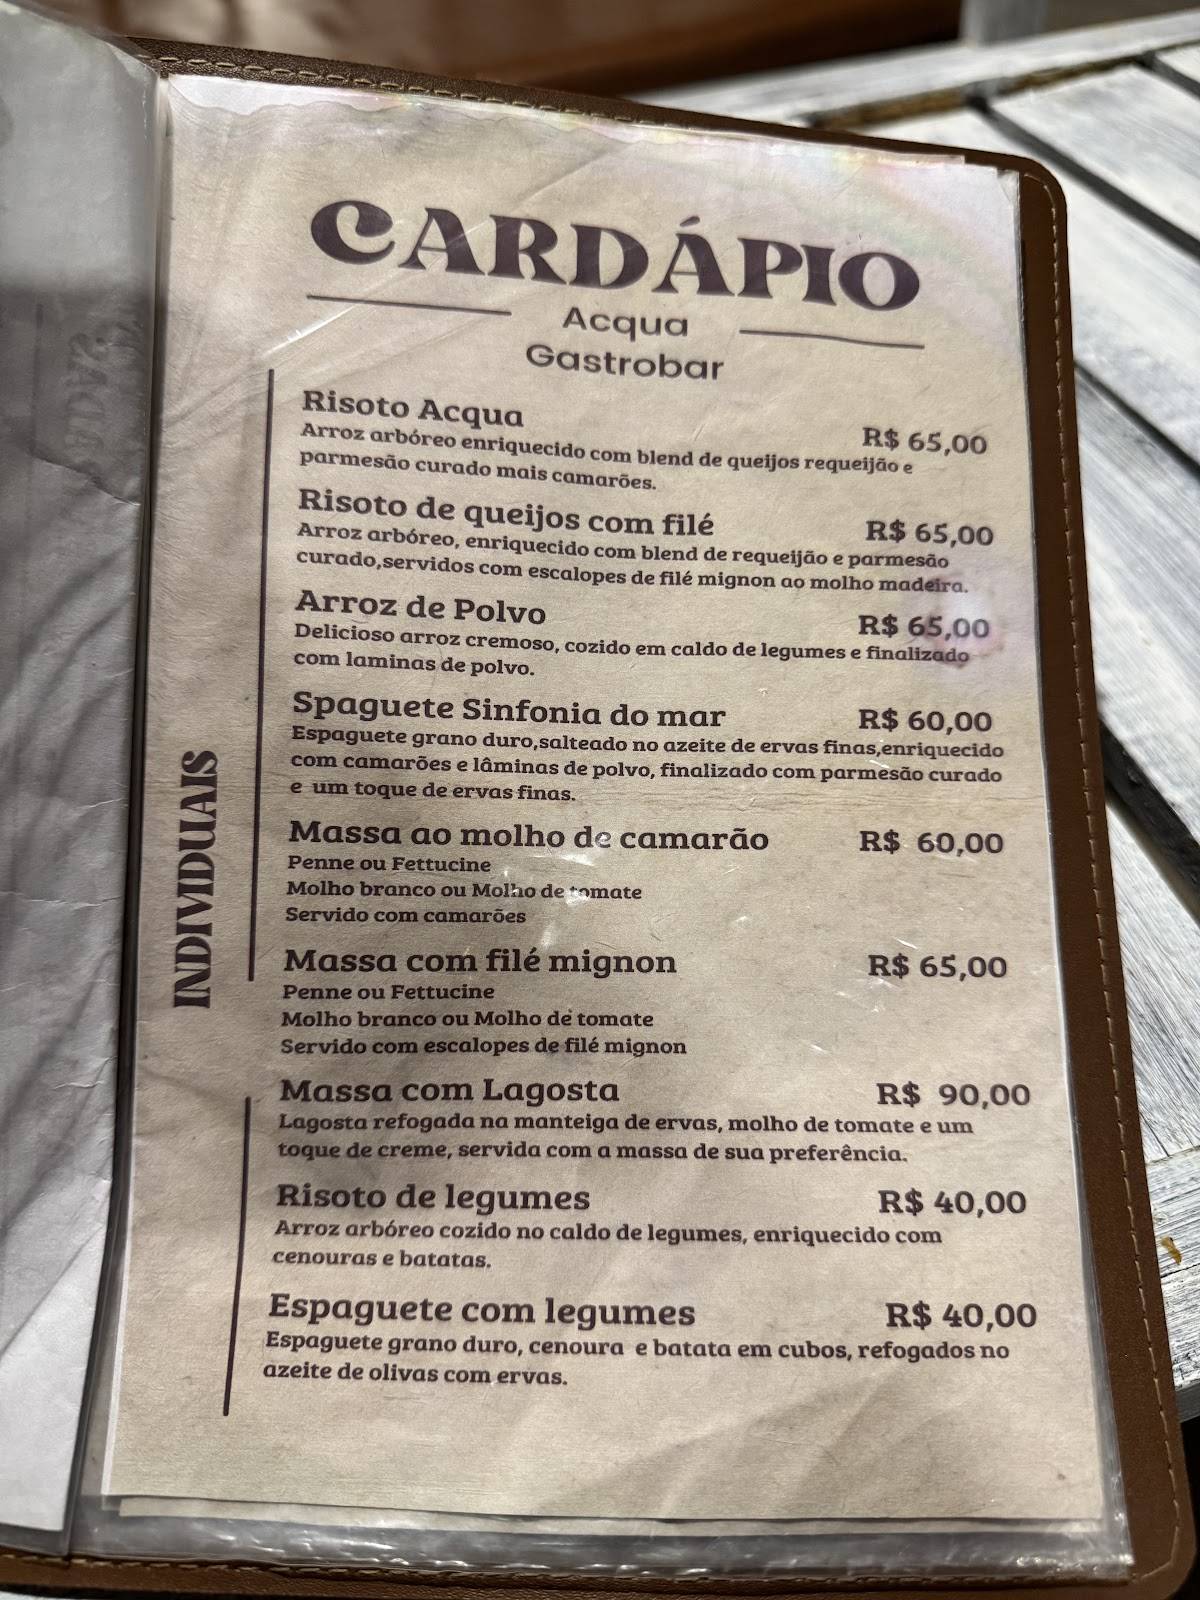 CARDÁPIO
Acqua
Gastrobar
INDIVIDUAIS
Risoto Acqua R$ 65,00
Arroz arbóreo enriquecido com blend de queijos requeijão e
parmesão curado mais camarões.
Risoto de queijos com filé R$ 65,00
Arroz arbóreo, enriquecido com blend de requeijão e parmesão
curado,servidos com escalopes de filé mignon ao molho madeira.
Arroz de Polvo R$ 65,00
Delicioso arroz cremoso, cozido em caldo de legumes e finalizado
com laminas de polvo.
Spaguete Sinfonia do mar R$ 60,00
Espaguete grano duro,salteado no azeite de ervas finas,enriquecido
com camarões e lâminas de polvo, finalizado com parmesão curado
e um toque de ervas finas.
Massa ao molho de camarão R$ 60,00
Penne ou Fettucine
Molho branco ou Molho de tomate
Servido com camarões
Massa com filé mignon R$ 65,00
Penne ou Fettucine
Molho branco ou Molho de tomate
Servido com escalopes de filé mignon
Massa com Lagosta R$ 90,00
Lagosta refogada na manteiga de ervas, molho de tomate e um
toque de creme, servida com a massa de sua preferência.
Risoto de legumes R$ 40,00
Arroz arbóreo cozido no caldo de legumes, enriquecido com
cenouras e batatas.
Espaguete com legumes R$ 40,00
Espaguete grano duro, cenoura e batata em cubos, refogados no
azeite de olivas com ervas.